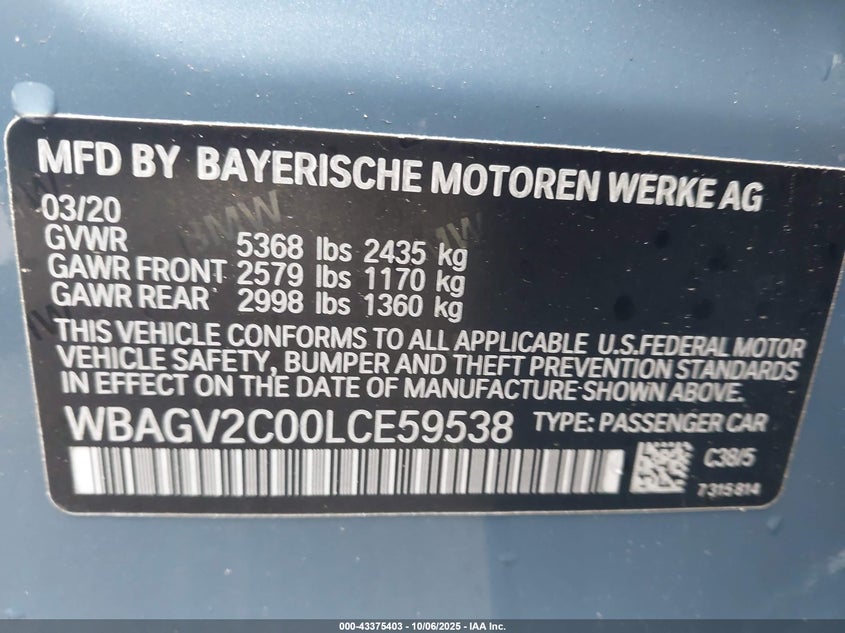 MFD BY BAYERISCHE MOTOREN WERKE AG
03/20
GVWR 5368 lbs 2435 kg
GAWR FRONT 2579 lbs 1170 kg
GAWR REAR 2998 lbs 1360 kg
THIS VEHICLE CONFORMS TO ALL APPLICABLE U.S.FEDERAL MOTOR
VEHICLE SAFETY, BUMPER AND THEFT PREVENTION STANDARDS
IN EFFECT ON THE DATE OF MANUFACTURE SHOWN ABOVE.
WBAGV2C00LCE59538 TYPE: PASSENGER CAR
C38/5
7315814
000-43375403 - 10/06/2025 - IAA Inc.